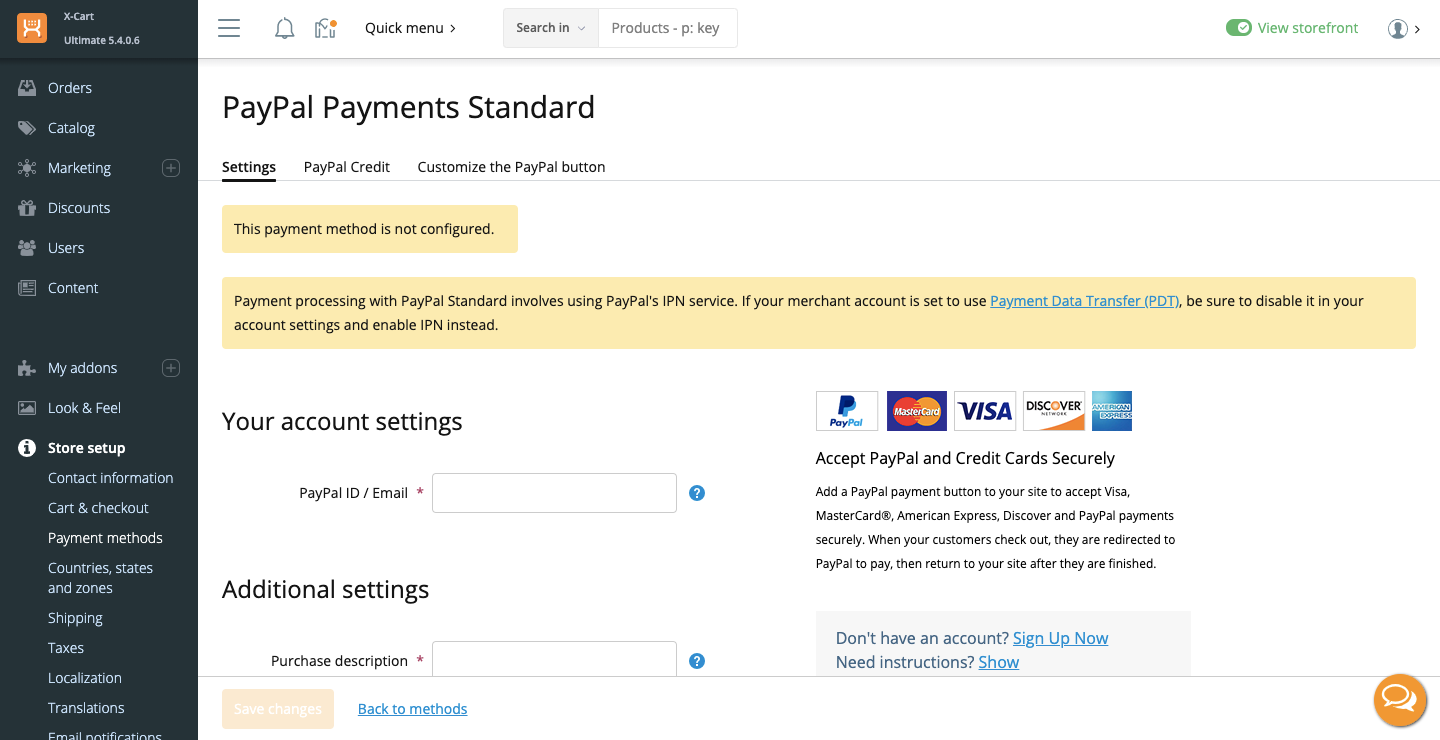 X-Cart
Ultimate 5.4.0.6
Quick menu
Search in
Products - p: key
View storefront
Orders
Catalog
Marketing
Discounts
Users
Content
My addons
Look & Feel
Store setup
Contact information
Cart & checkout
Payment methods
Countries, states
and zones
Shipping
Taxes
Localization
Translations
Email notifications
PayPal Payments Standard
Settings
PayPal Credit
Customize the PayPal button
This payment method is not configured.
Payment processing with PayPal Standard involves using PayPal's IPN service. If your merchant account is set to use Payment Data Transfer (PDT), be sure to disable it in your
account settings and enable IPN instead.
Your account settings
PayPal ID / Email *
?
Additional settings
Purchase description *
?
PayPal
MasterCard
VISA
DISCOVER
NETWORK
AMERICAN
EXPRESS
Accept PayPal and Credit Cards Securely
Add a PayPal payment button to your site to accept Visa,
MasterCard®, American Express, Discover and PayPal payments
securely. When your customers check out, they are redirected to
PayPal to pay, then return to your site after they are finished.
Don't have an account? Sign Up Now
Need instructions? Show
Save changes
Back to methods